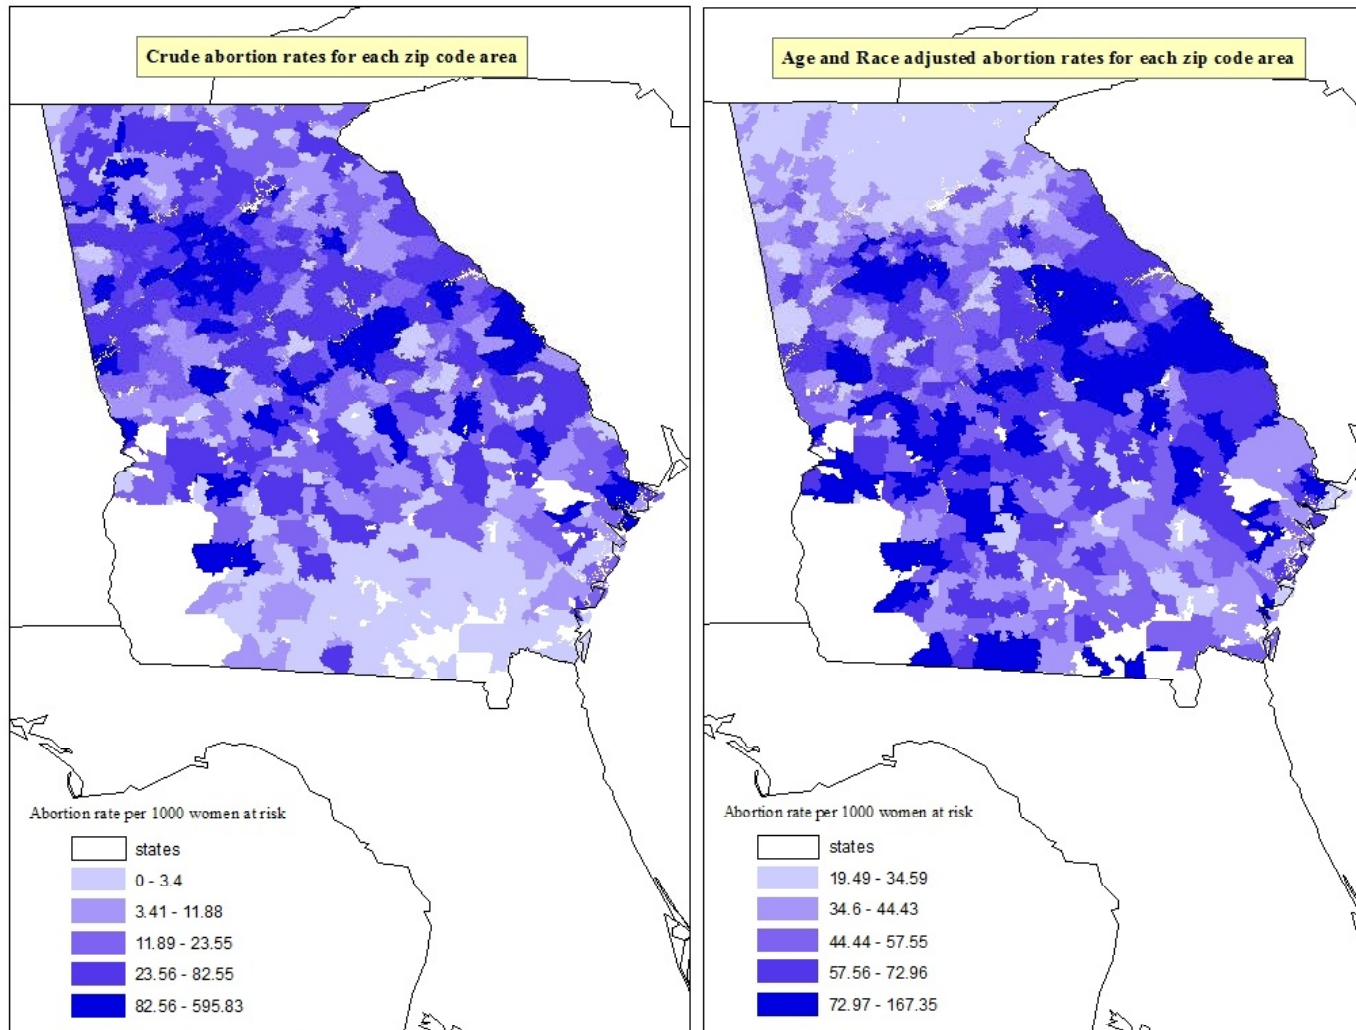 Crude abortion rates for each zip code area
Abortion rate per 1000 women at risk
states
0 - 3.4
3.41 - 11.88
11.89 - 23.55
23.56 - 82.55
82.56 - 595.83
Age and Race adjusted abortion rates for each zip code area
Abortion rate per 1000 women at risk
states
19.49 - 34.59
34.6 - 44.43
44.44 - 57.55
57.56 - 72.96
72.97 - 167.35